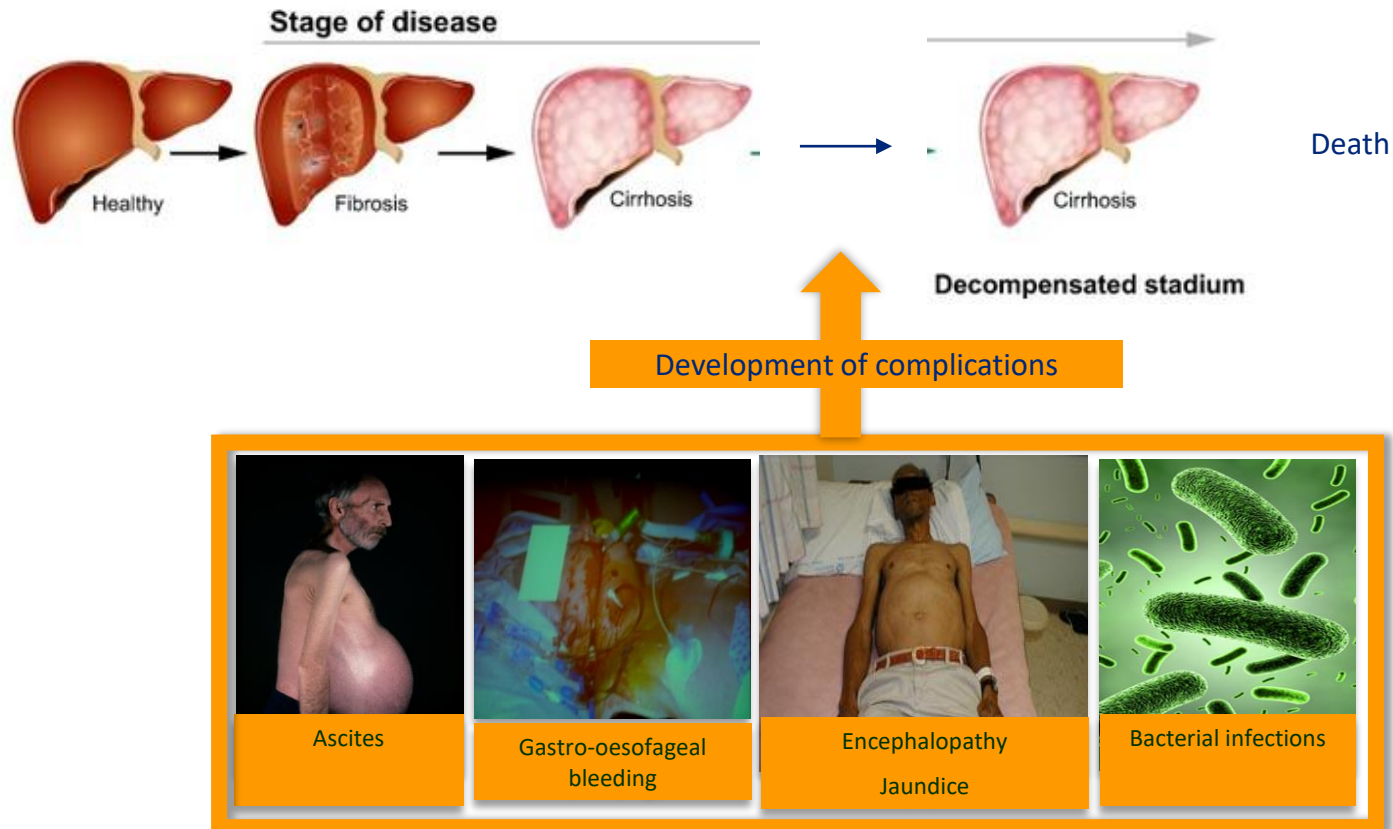 Stage of disease
Healthy
Fibrosis
Cirrhosis
Cirrhosis
Death
Decompensated stadium
Development of complications
Ascites
Gastro-oesofageal
bleeding
Encephalopathy
Jaundice
Bacterial infections